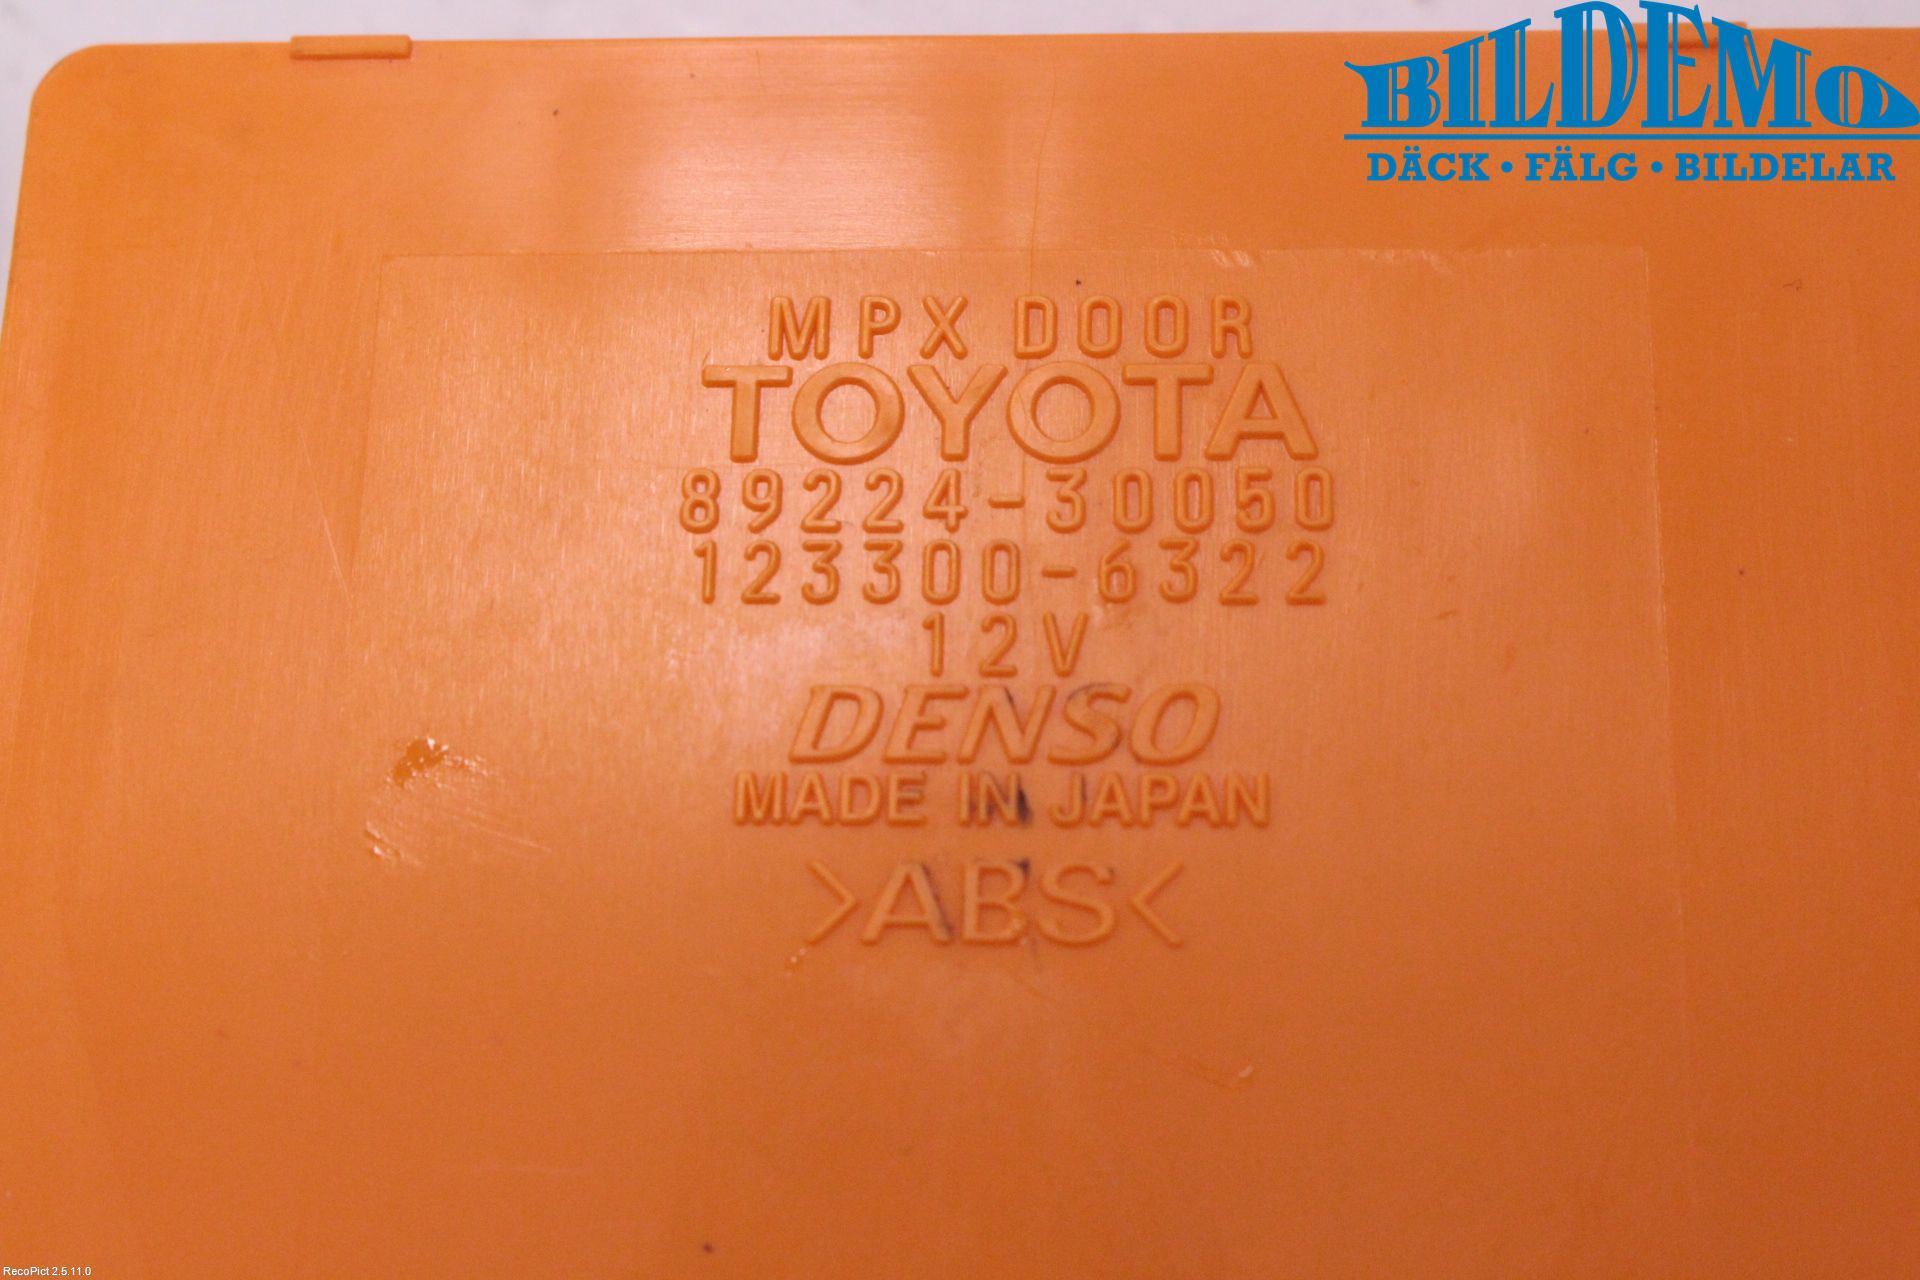 BILDEMO
DÄCK • FÄLG • BILDELAR
MPX DOOR
TOYOTA
89224-30050
123300-6322
12V
DENSO
MADE IN JAPAN
>ABS<
RecoPict 2.5.11.0